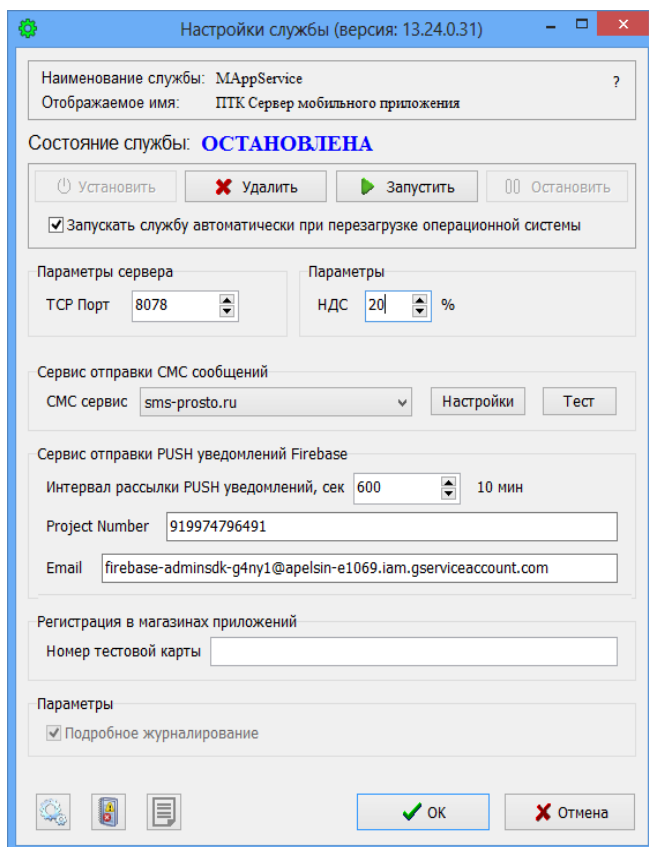 Настройки службы (версия: 13.24.0.31)
Наименование службы: MAppService ?
Отображаемое имя: ПТК Сервер мобильного приложения
Состояние службы: ОСТАНОВЛЕНА
Установить Удалить Запустить Остановить
Запускать службу автоматически при перезагрузке операционной системы
Параметры сервера Параметры
TCP Порт 8078 НДС 20 %
Сервис отправки СМС сообщений
СМС сервис sms-prosto.ru Настройки Тест
Сервис отправки PUSH уведомлений Firebase
Интервал рассылки PUSH уведомлений, сек 600 10 мин
Project Number 919974796491
Email firebase-adminsdk-g4ny1@apelsin-e1069.iam.gserviceaccount.com
Регистрация в магазинах приложений
Номер тестовой карты
Параметры
Подробное журналирование
ОК Отмена